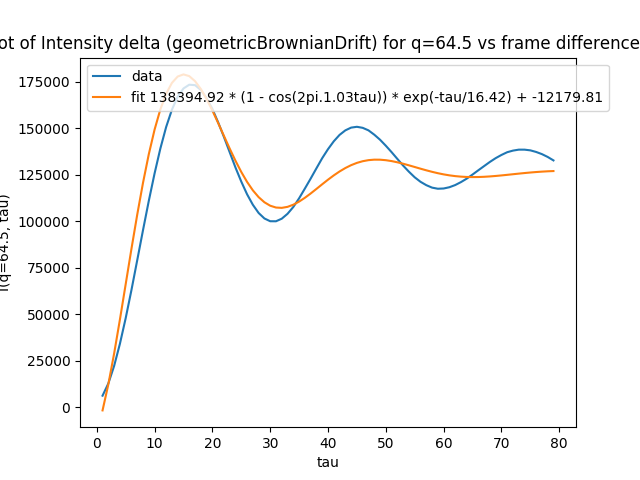 ot of Intensity delta (geometricBrownianDrift) for q=64.5 vs frame difference
data
fit 138394.92 * (1 - cos(2pi.1.03tau)) * exp(-tau/16.42) + -12179.81
I(q=64.5, tau)
175000
150000
125000
100000
75000
50000
25000
0
0 10 20 30 40 50 60 70 80
tau